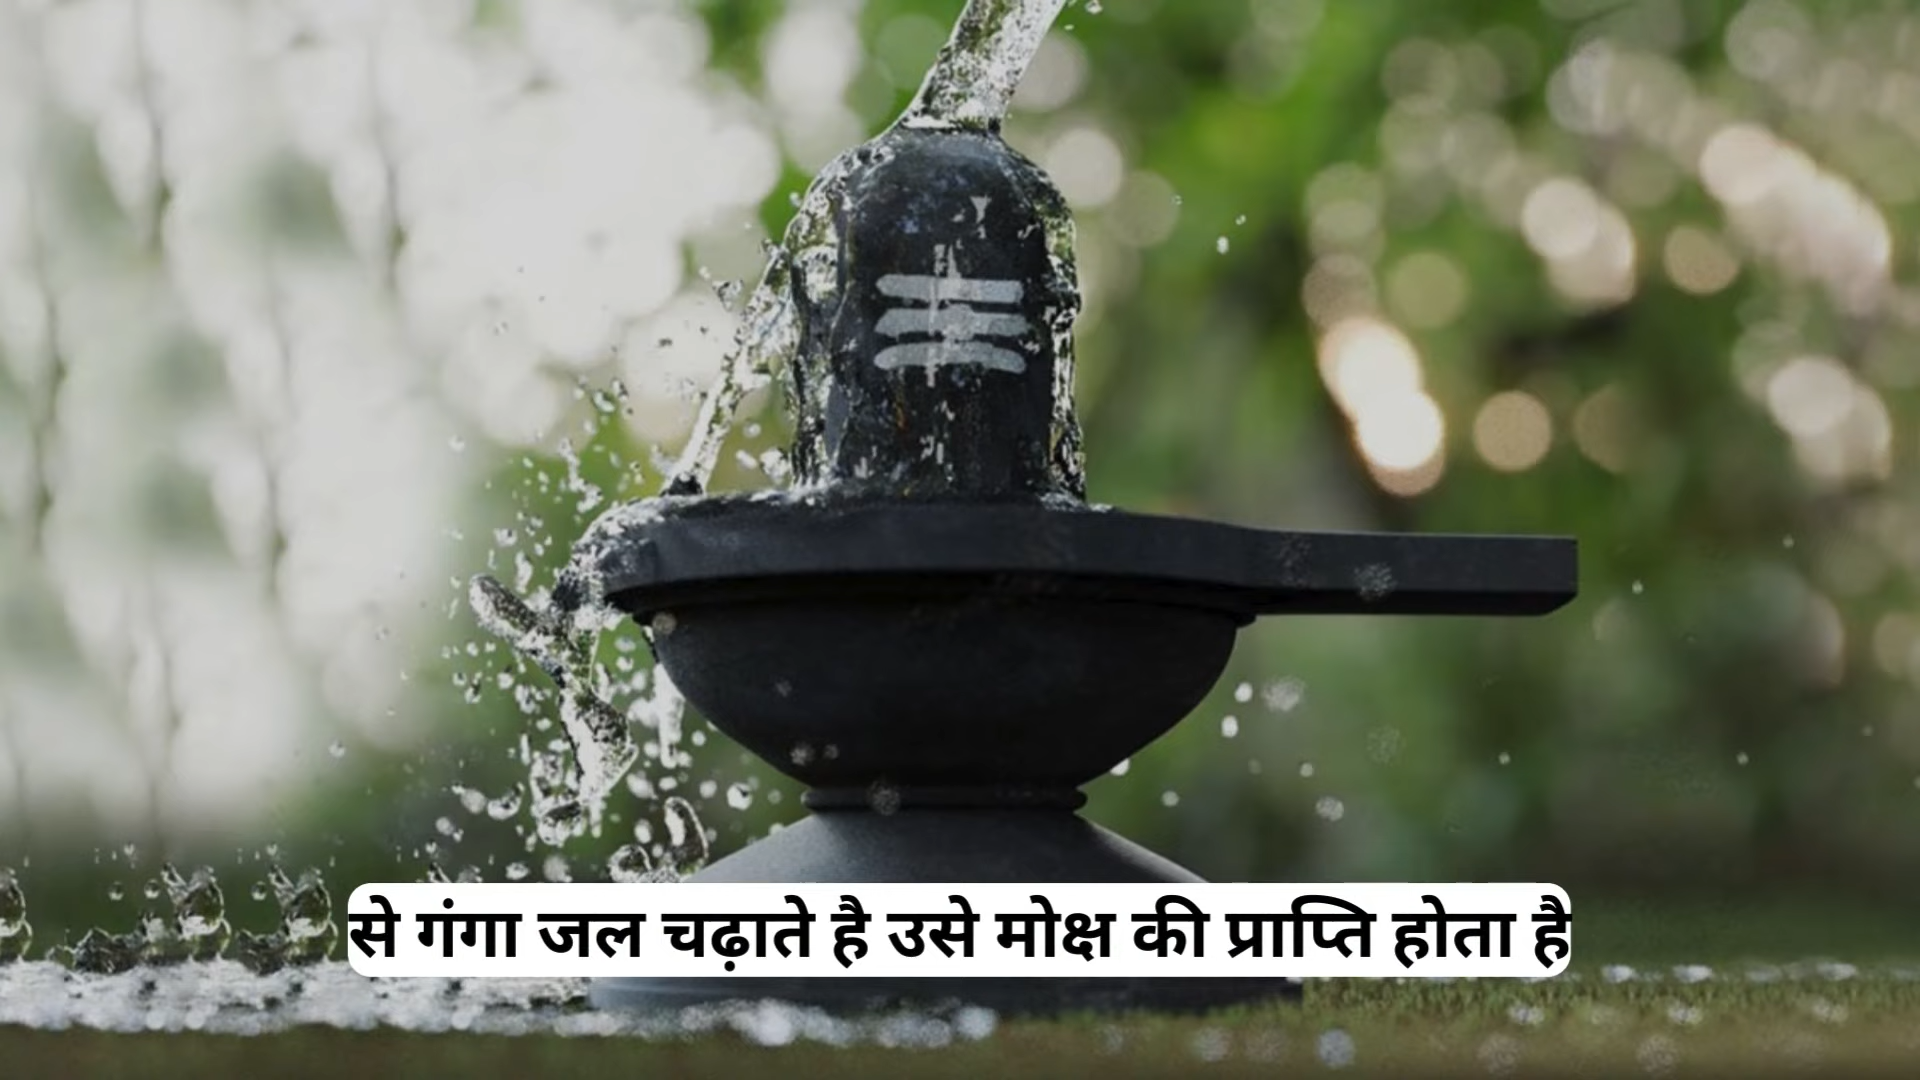 से गंगा जल चढ़ाते है उसे मोक्ष की प्राप्ति होता है